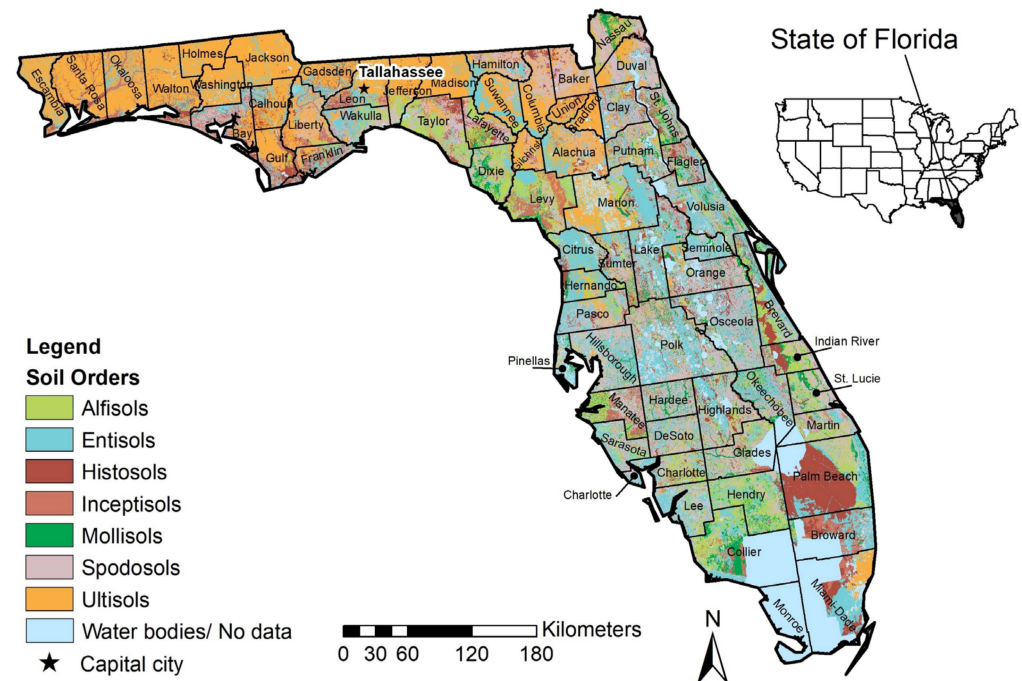 State of Florida
Nassau
Holmes
Jackson
Hamilton
Duval
Escambia
Santa Rosa
Okaloosa
Walton
Washington
Gadsden
Tallahassee
Madison
Baker
Calhoun
Leon
Jefferson
Suwannee
Columbia
Union
Bradford
Clay
St. Johns
Bay
Liberty
Wakulla
Taylor
Lafayette
Gulf
Franklin
Gilchrist
Alachua
Putnam
Flagler
Dixie
Levy
Marion
Volusia
Citrus
Sumter
Lake
Seminole
Hernando
Orange
Pasco
Osceola
Brevard
Hillsborough
Polk
Indian River
Pinellas
St. Lucie
Manatee
Hardee
Highlands
Okeechobee
Sarasota
DeSoto
Martin
Glades
Charlotte
Charlotte
Palm Beach
Hendry
Lee
Broward
Collier
Monroe
Miami-Dade
Legend
Soil Orders
Alfisols
Entisols
Histosols
Inceptisols
Mollisols
Spodosols
Ultisols
Water bodies/ No data
Capital city
Kilometers
0 30 60 120 180
N